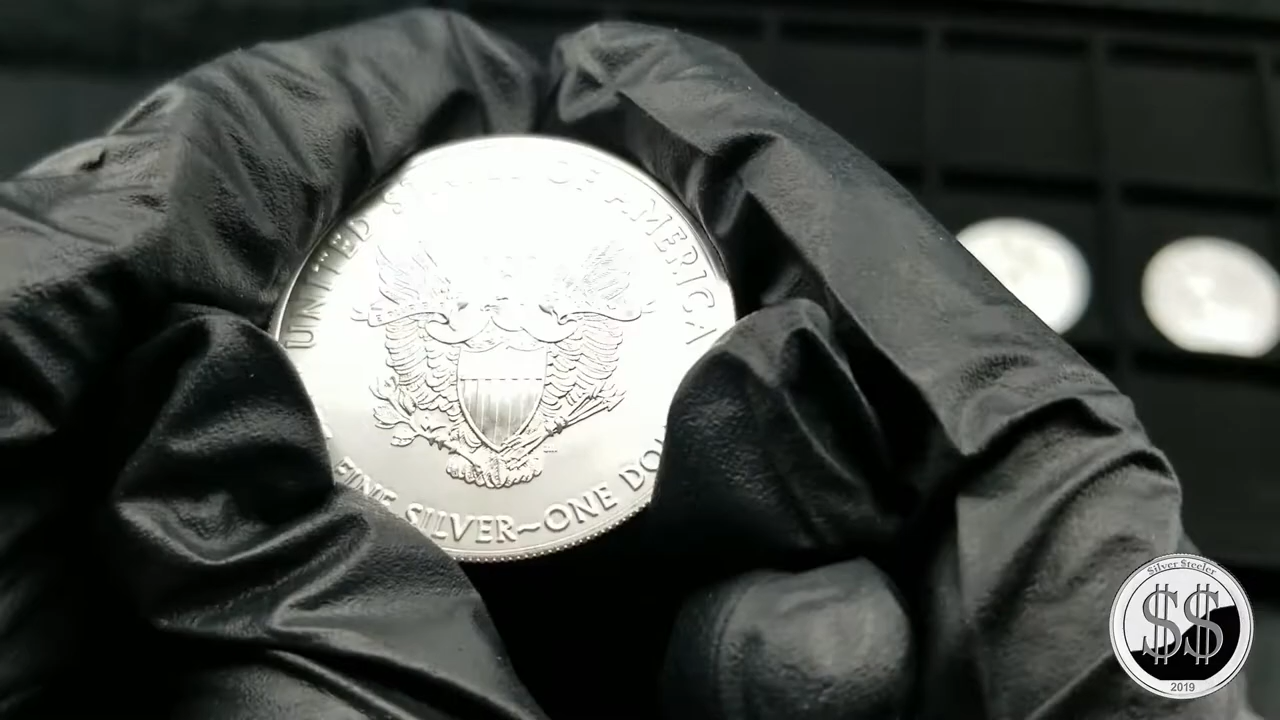 UNITED STATES OF AMERICA
FINE SILVER~ONE DO
Silver Steeler
$$
2019